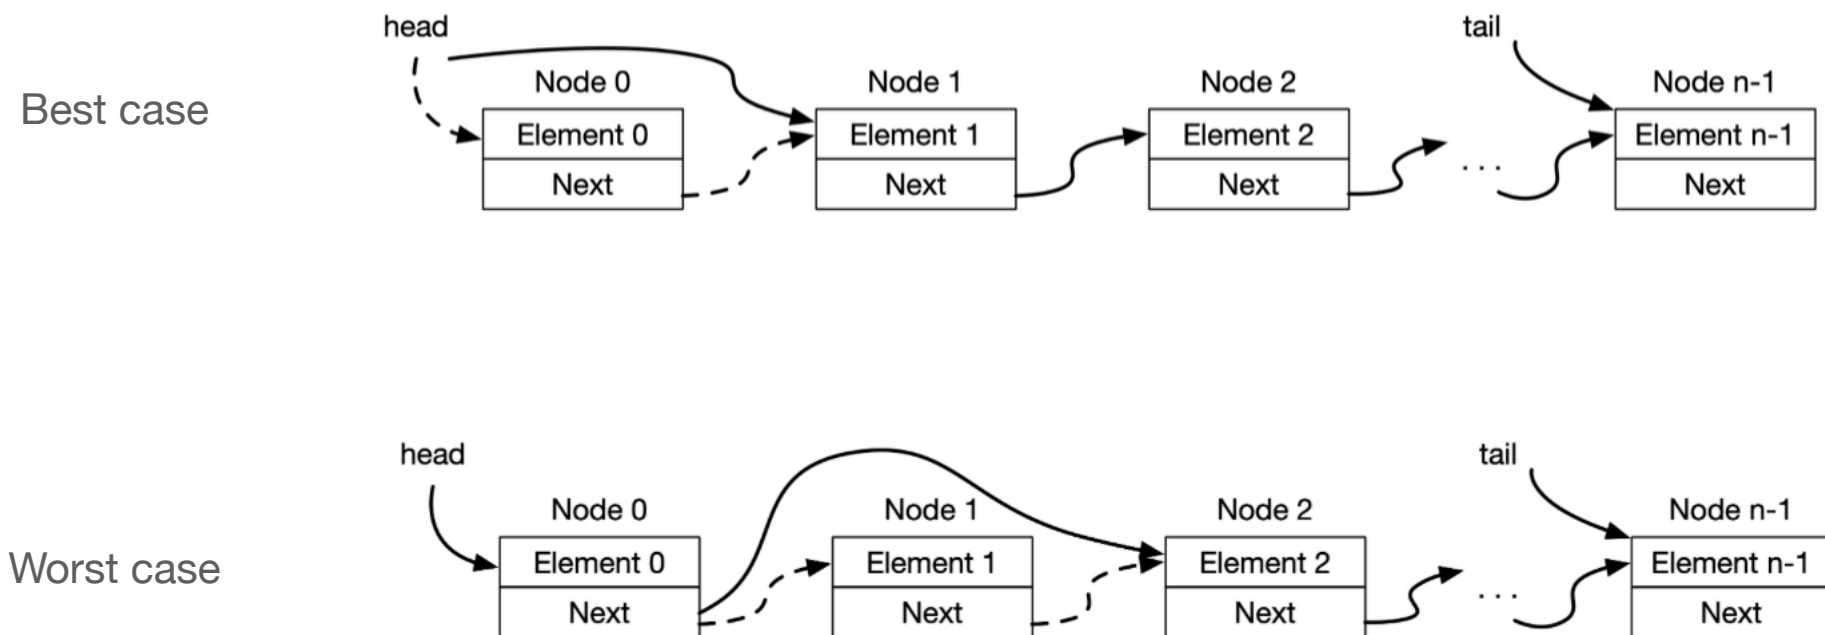 head
tail
Best case
Node 0
Node 1
Node 2
Node n-1
Element 0
Element 1
Element 2
. . .
Element n-1
Next
Next
Next
Next
head
tail
Worst case
Node 0
Node 1
Node 2
Node n-1
Element 0
Element 1
Element 2
. . .
Element n-1
Next
Next
Next
Next